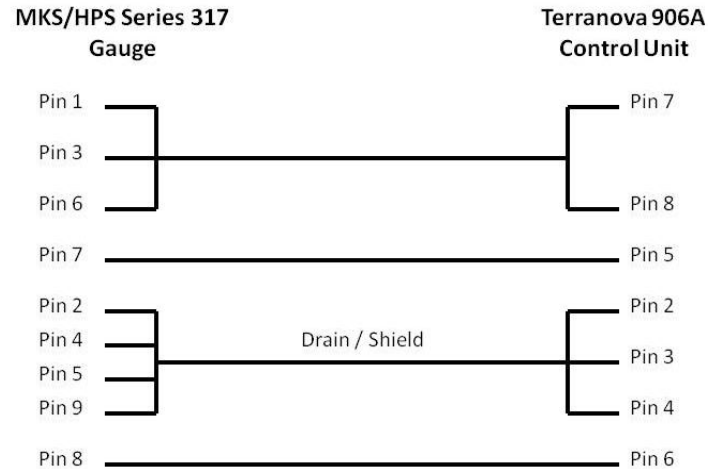 MKS/HPS Series 317 Gauge
Terranova 906A Control Unit
Pin 1
Pin 7
Pin 3
Pin 6
Pin 8
Pin 7
Pin 5
Pin 2
Pin 2
Pin 4
Drain / Shield
Pin 3
Pin 5
Pin 9
Pin 4
Pin 8
Pin 6